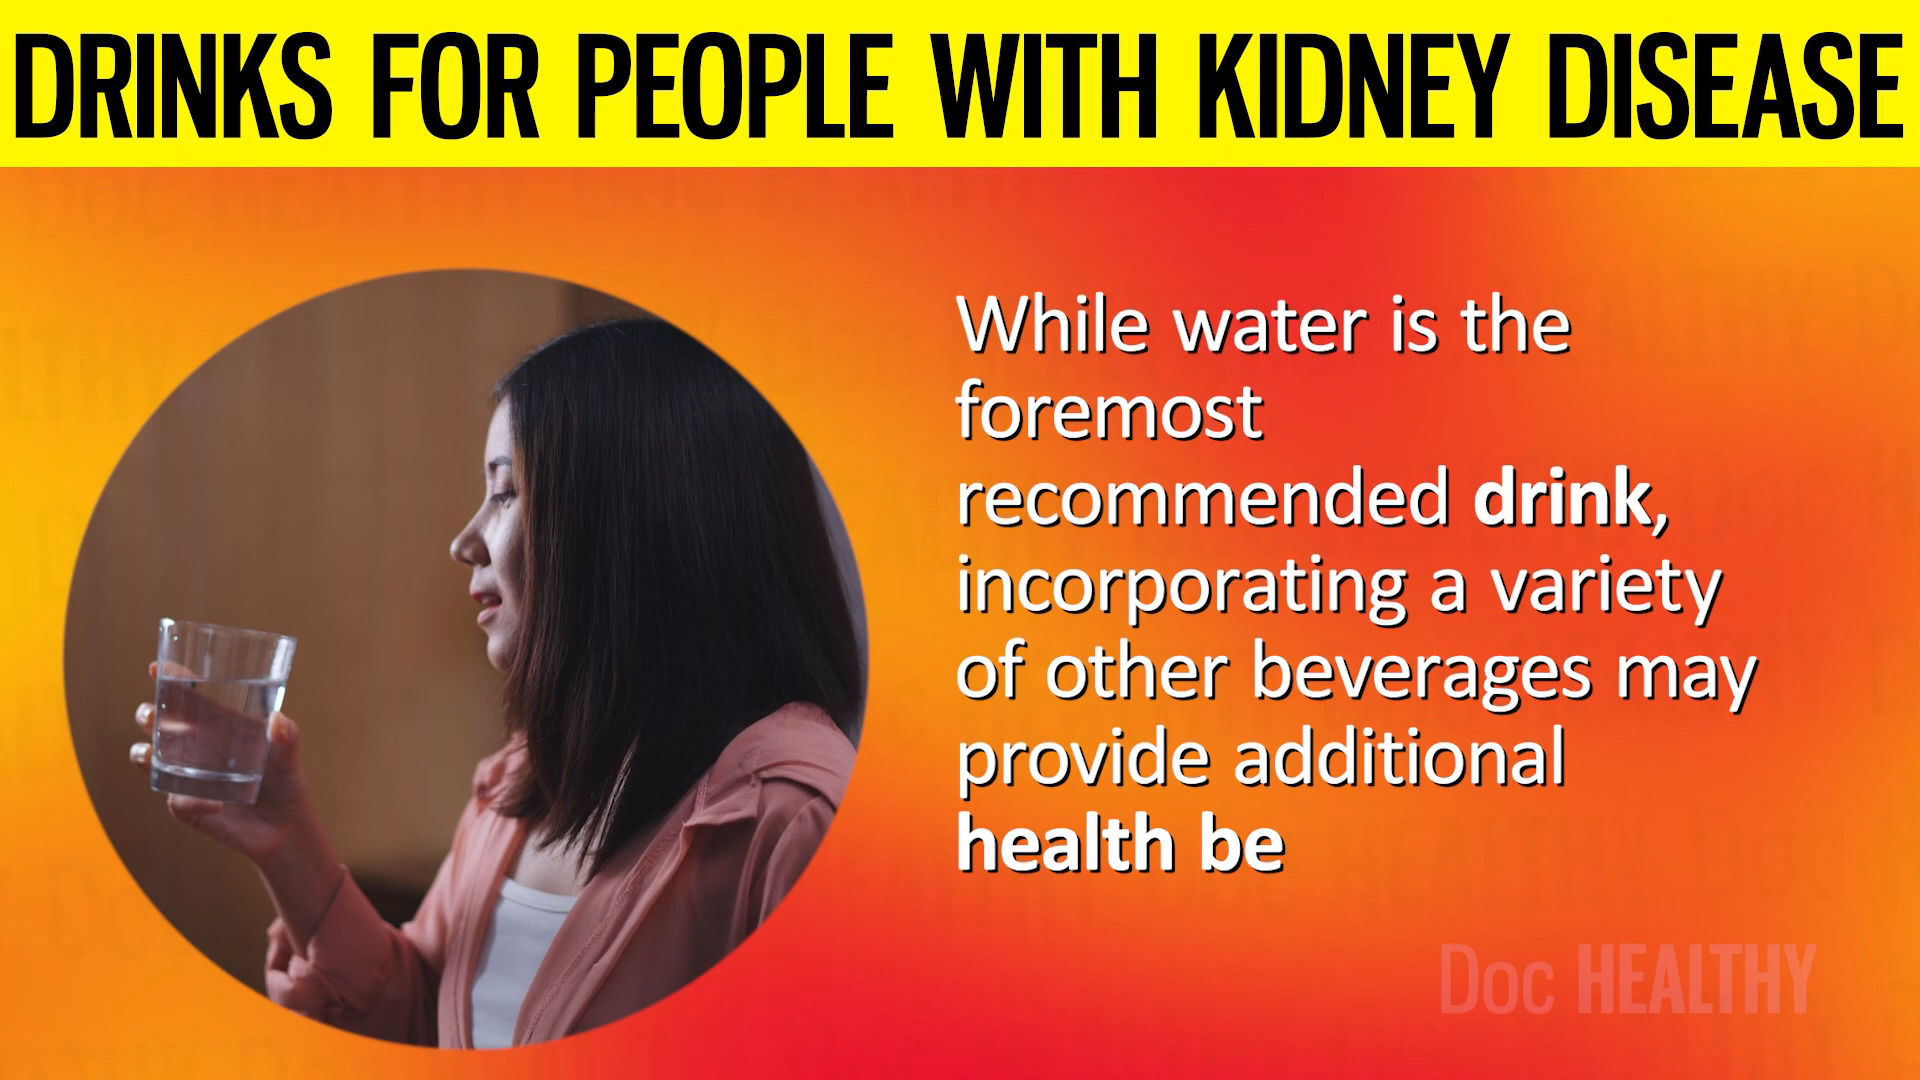 DRINKS FOR PEOPLE WITH KIDNEY DISEASE
While water is the
foremost
recommended drink,
incorporating a variety
of other beverages may
provide additional
health be
Doc HEALTHY